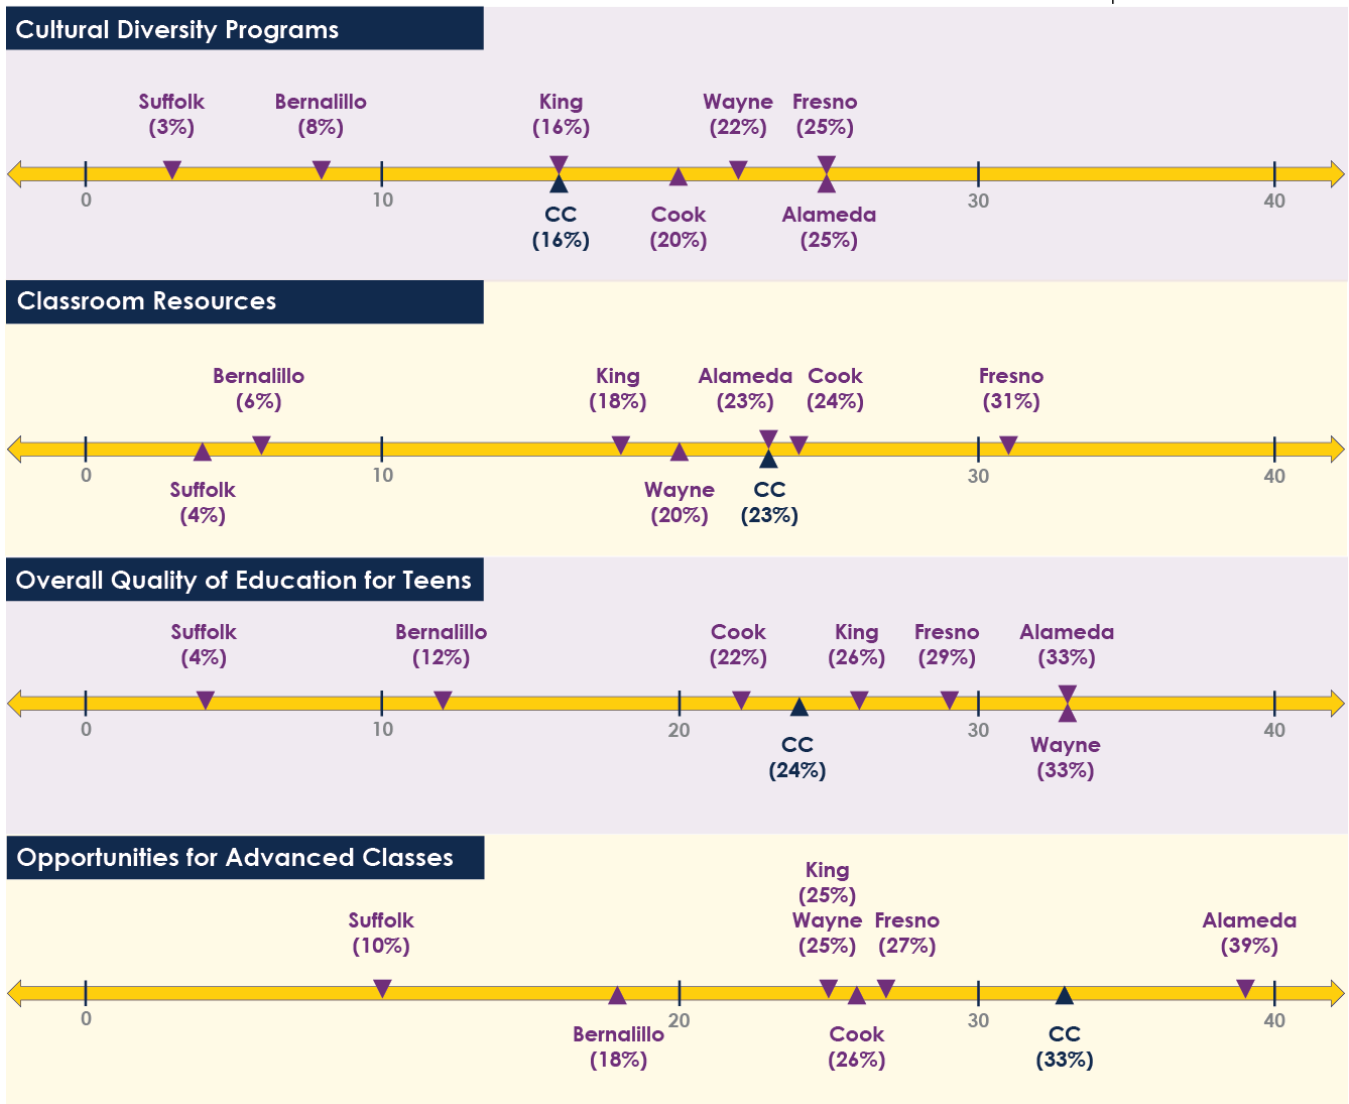 Cultural Diversity Programs
Suffolk Bernalillo King Wayne Fresno
(3%) (8%) (16%) (22%) (25%)
0 10 30 40
CC Cook Alameda
(16%) (20%) (25%)
Classroom Resources
Bernalillo King Alameda Cook Fresno
(6%) (18%) (23%) (24%) (31%)
0 10 30 40
Suffolk Wayne CC
(4%) (20%) (23%)
Overall Quality of Education for Teens
Suffolk Bernalillo Cook King Fresno Alameda
(4%) (12%) (22%) (26%) (29%) (33%)
0 10 20 30 40
CC Wayne
(24%) (33%)
Opportunities for Advanced Classes
King
(25%)
Suffolk Wayne Fresno Alameda
(10%) (25%) (27%) (39%)
0 20 30 40
Bernalillo Cook CC
(18%) (26%) (33%)